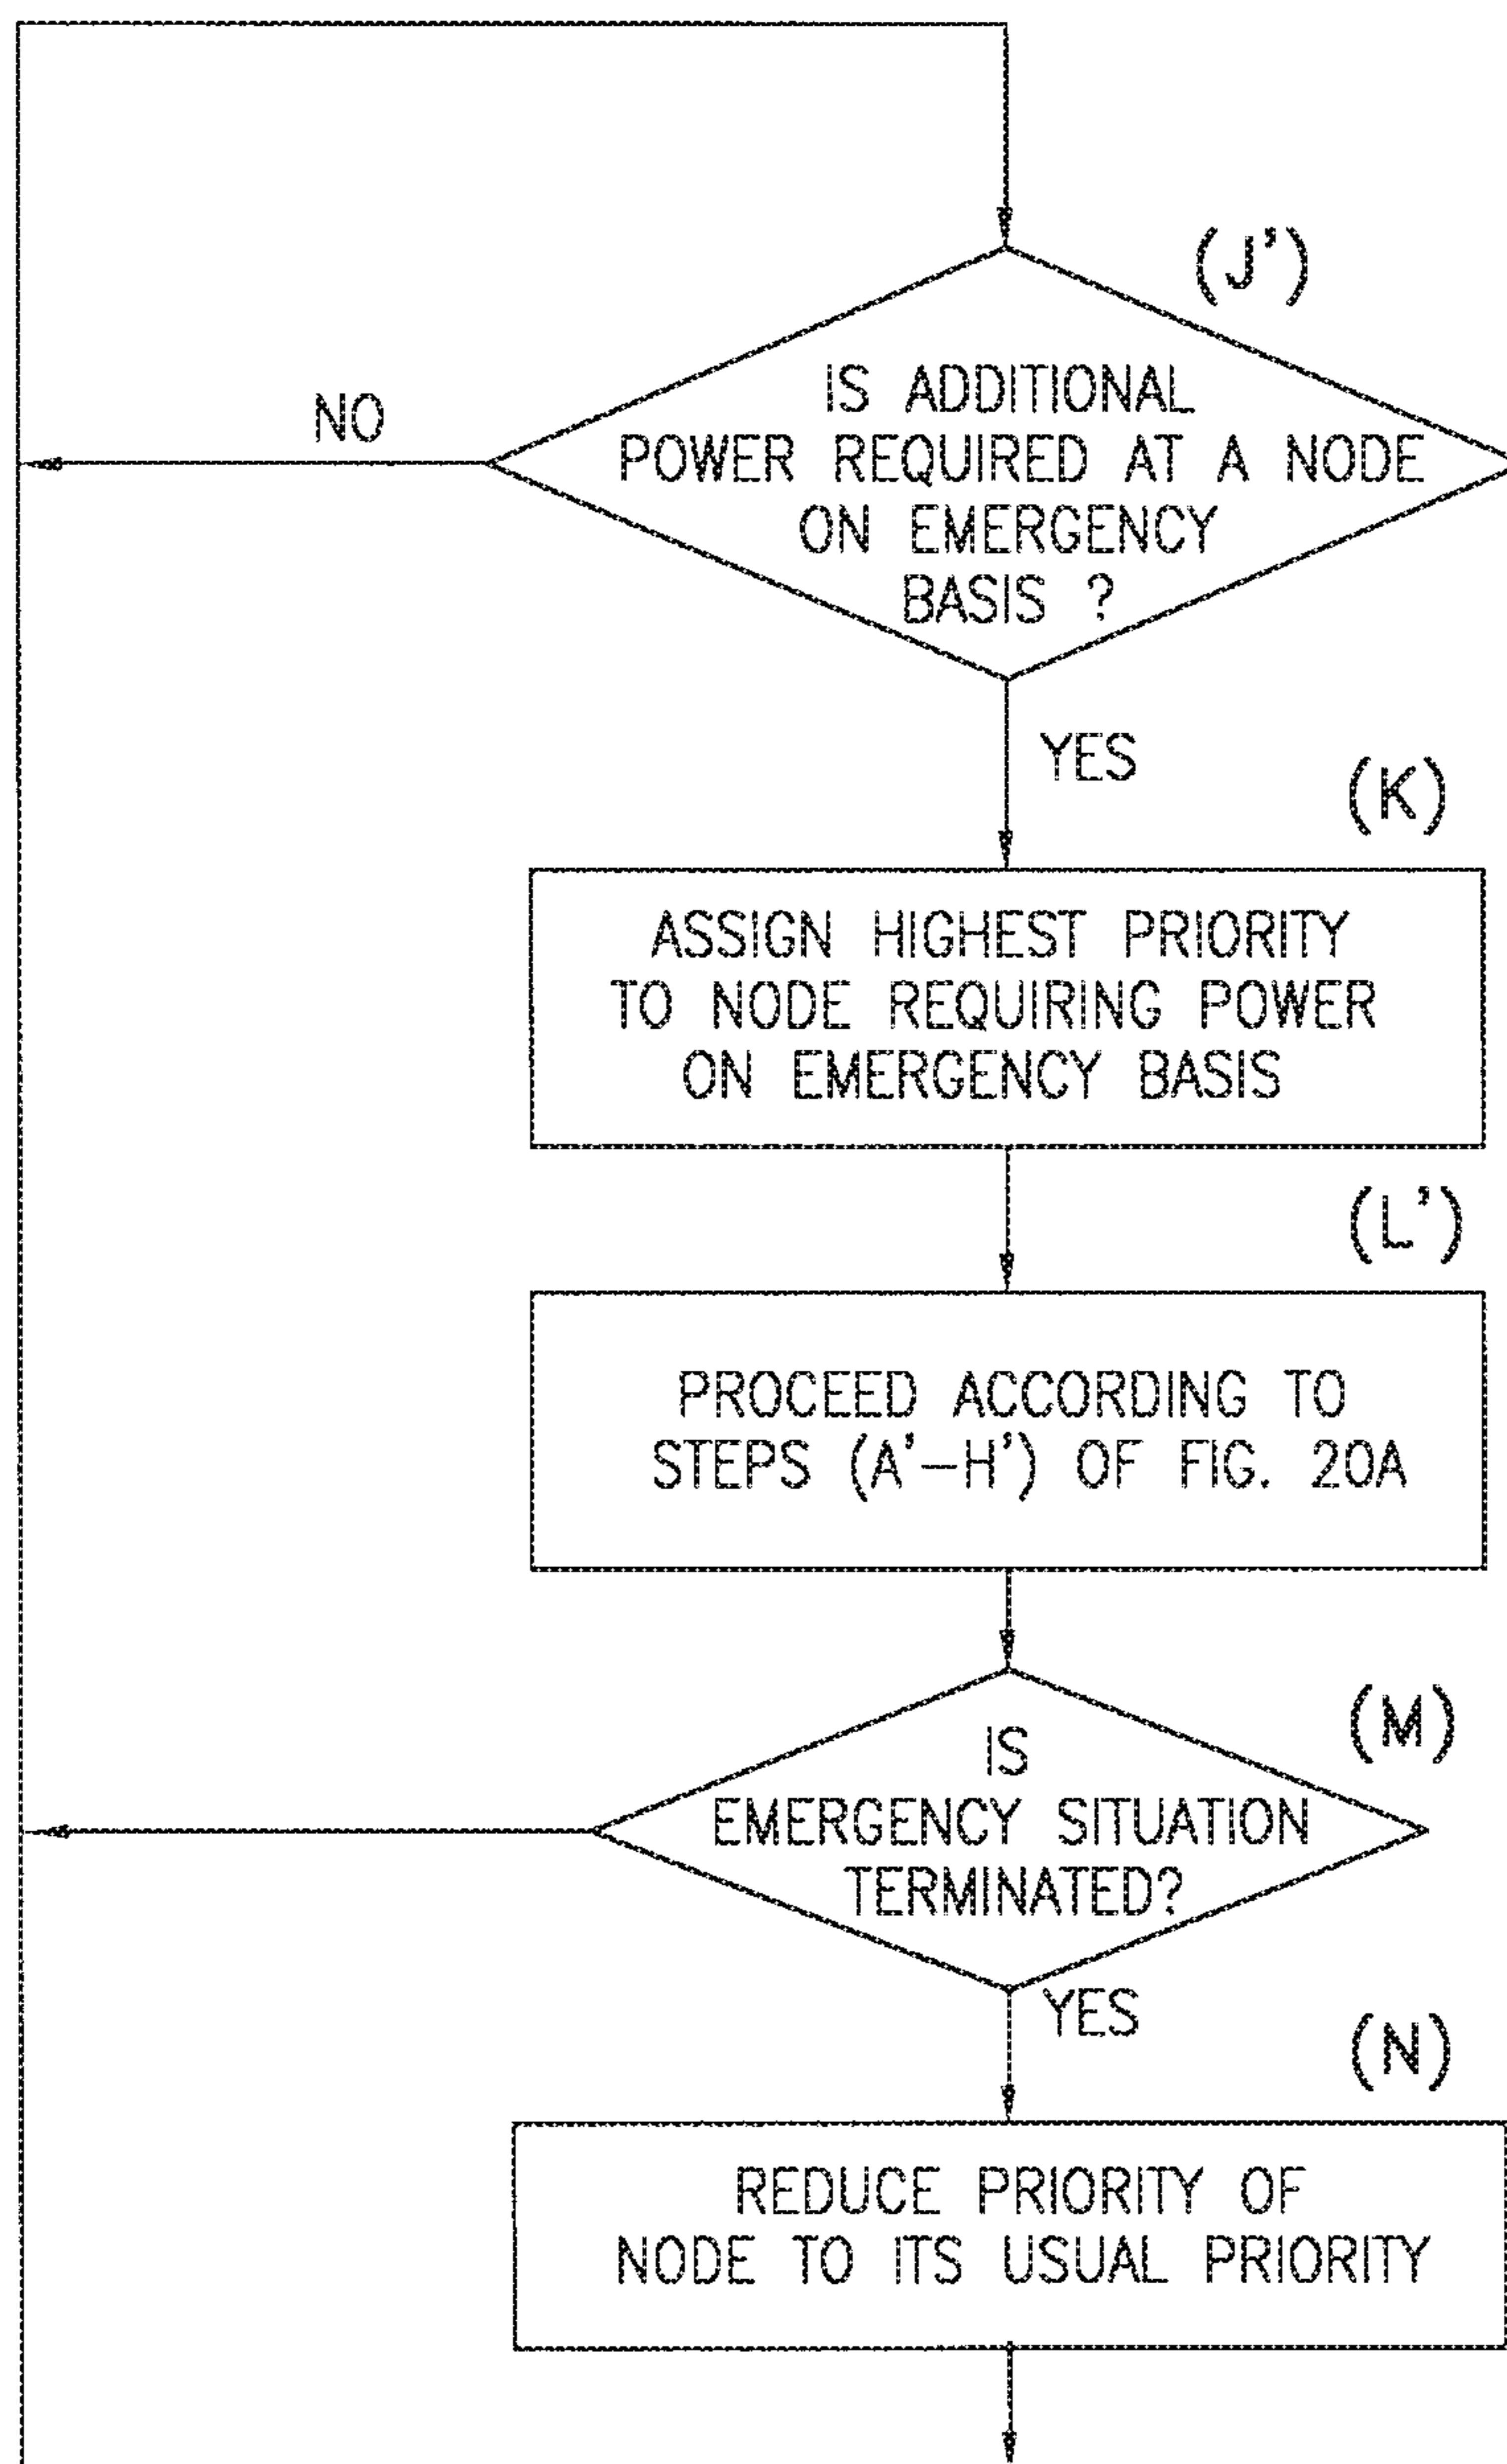 (J')
IS ADDITIONAL
POWER REQUIRED AT A NODE
ON EMERGENCY
BASIS ?
NO
YES
(K)
ASSIGN HIGHEST PRIORITY
TO NODE REQUIRING POWER
ON EMERGENCY BASIS
(L')
PROCEED ACCORDING TO
STEPS (A'-H') OF FIG. 20A
(M)
IS
EMERGENCY SITUATION
TERMINATED?
YES
(N)
REDUCE PRIORITY OF
NODE TO ITS USUAL PRIORITY